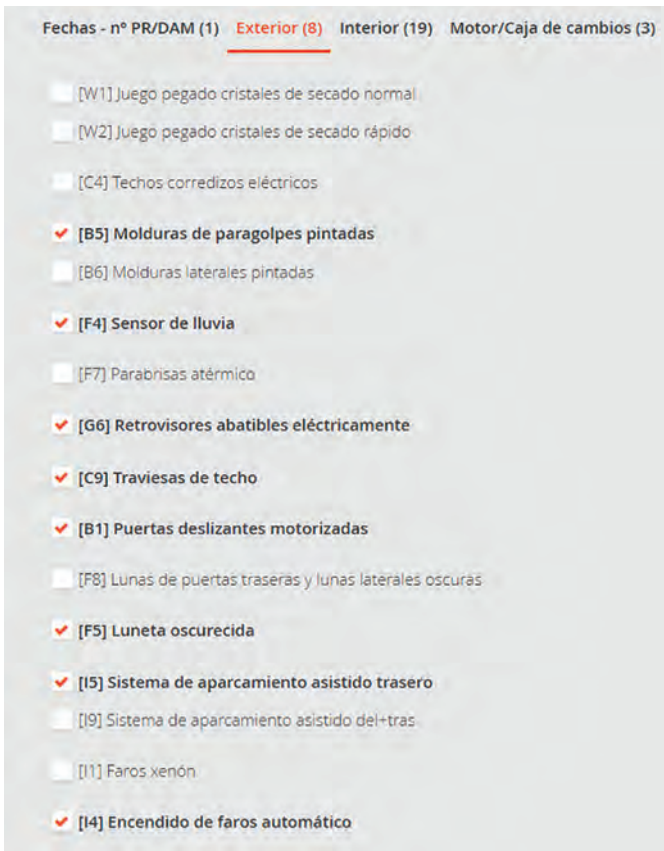 Fechas - nº PR/DAM (1) Exterior (8) Interior (19) Motor/Caja de cambios (3)
[W1] Juego pegado cristales de secado normal
[W2] Juego pegado cristales de secado rápido
[C4] Techos corredizos eléctricos
[B5] Molduras de paragolpes pintadas
[B6] Molduras laterales pintadas
[F4] Sensor de lluvia
[F7] Parabrisas atérmico
[G6] Retrovisores abatibles eléctricamente
[C9] Traviesas de techo
[B1] Puertas deslizantes motorizadas
[F8] Lunas de puertas traseras y lunas laterales oscuras
[F5] Luneta oscurecida
[I5] Sistema de aparcamiento asistido trasero
[I9] Sistema de aparcamiento asistido del+tras
[I1] Faros xenón
[I4] Encendido de faros automático